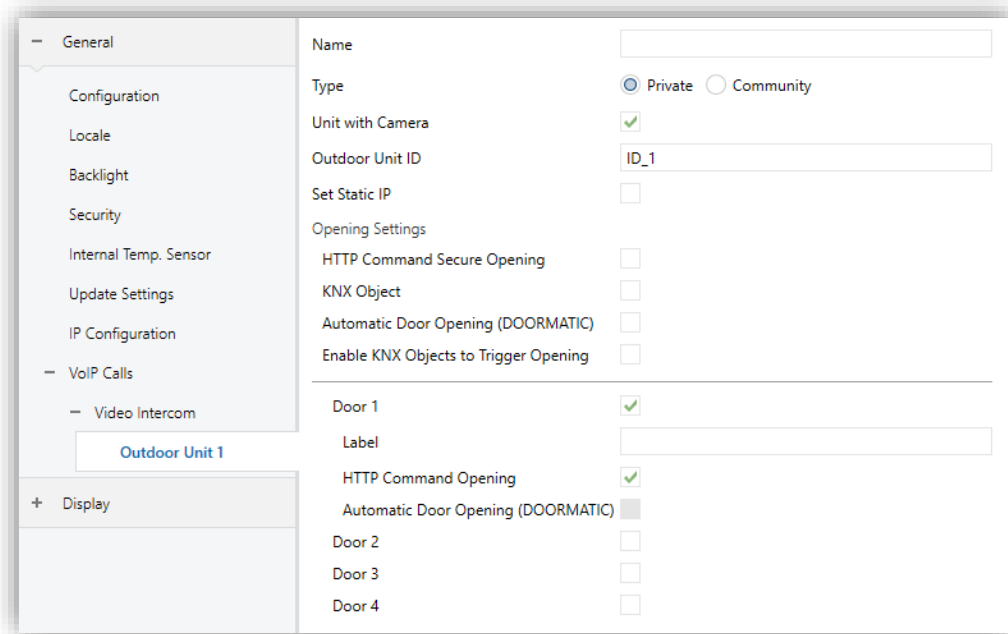 General
Configuration
Locale
Backlight
Security
Internal Temp. Sensor
Update Settings
IP Configuration
VoIP Calls
Video Intercom
Outdoor Unit 1
Display
Name
Type Private Community
Unit with Camera
Outdoor Unit ID ID_1
Set Static IP
Opening Settings
HTTP Command Secure Opening
KNX Object
Automatic Door Opening (DOORMATIC)
Enable KNX Objects to Trigger Opening
Door 1
Label
HTTP Command Opening
Automatic Door Opening (DOORMATIC)
Door 2
Door 3
Door 4